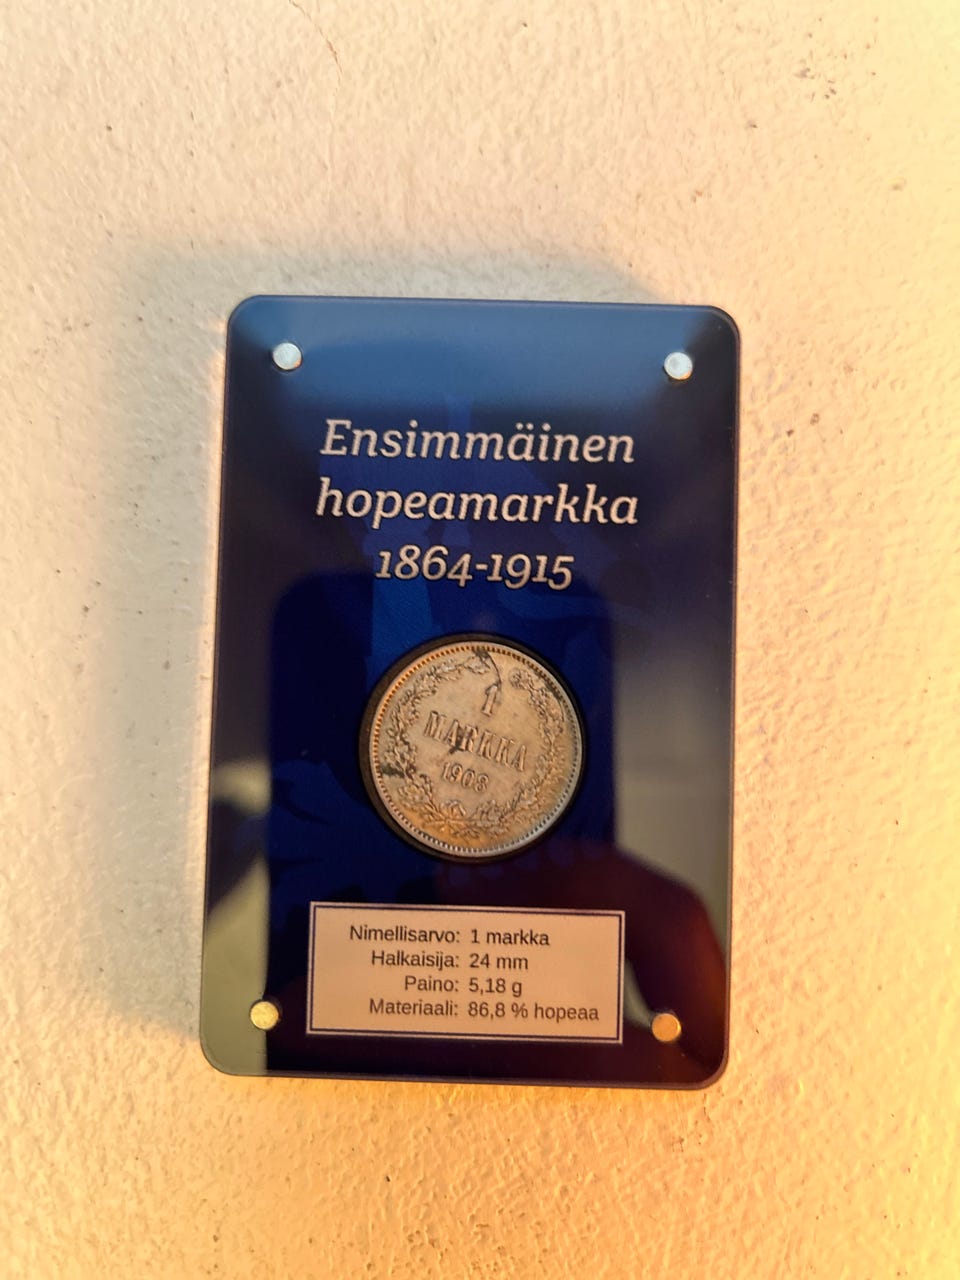 Ensimmäinen
hopeamarkka
1864-1915
1
MARKKA
1908
Nimellisarvo: 1 markka
Halkaisija: 24 mm
Paino: 5,18 g
Materiaali: 86,8 % hopeaa